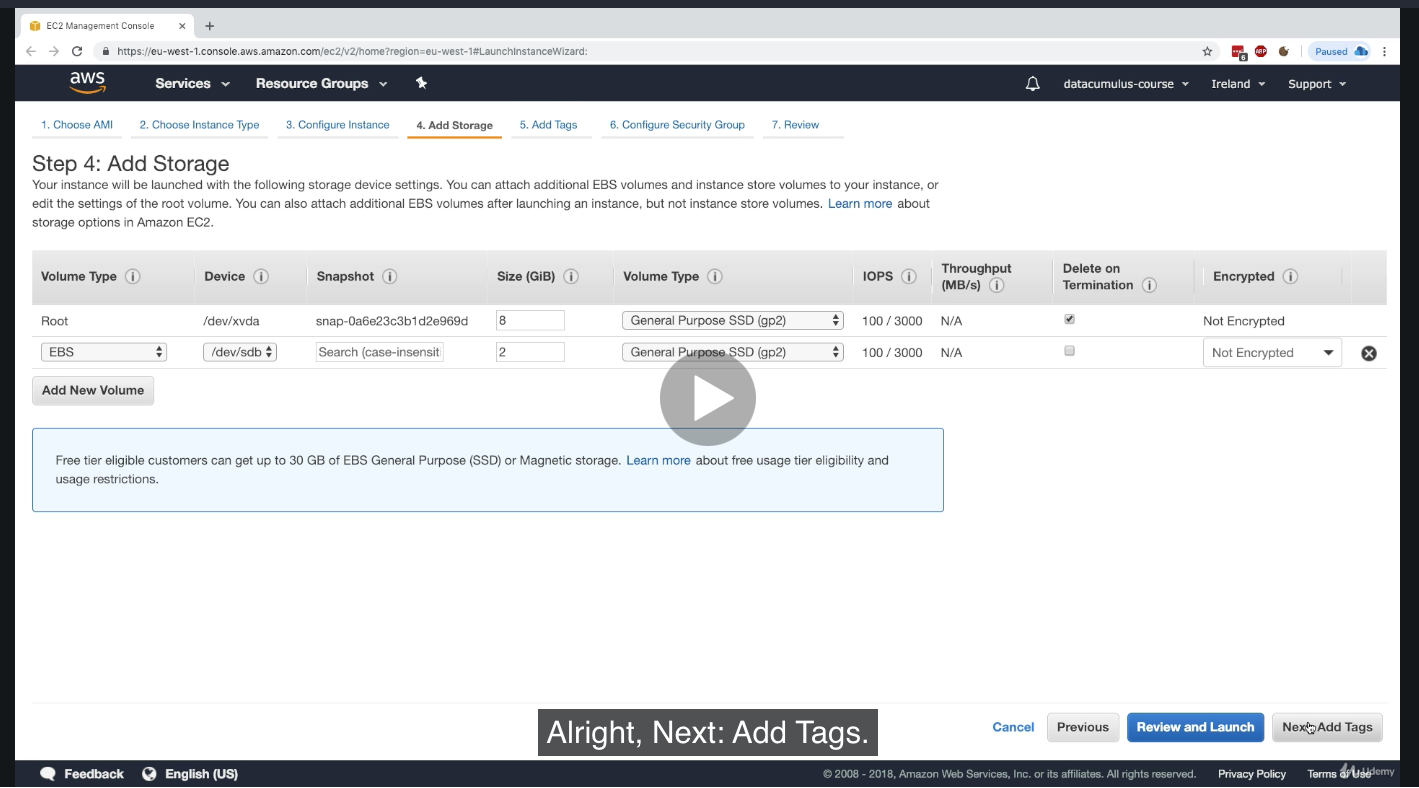 EC2 Management Console
https://eu-west-1.console.aws.amazon.com/ec2/v2/home?region=eu-west-1#LaunchInstanceWizard:
6
ABP
Paused
aws
Services
Resource Groups
datacumulus-course
Ireland
Support
1. Choose AMI
2. Choose Instance Type
3. Configure Instance
4. Add Storage
5. Add Tags
6. Configure Security Group
7. Review
Step 4: Add Storage
Your instance will be launched with the following storage device settings. You can attach additional EBS volumes and instance store volumes to your instance, or
edit the settings of the root volume. You can also attach additional EBS volumes after launching an instance, but not instance store volumes. Learn more about
storage options in Amazon EC2.
Volume Type Device Snapshot Size (GiB) Volume Type IOPS Throughput (MB/s) Delete on Termination Encrypted
Root /dev/xvda snap-0a6e23c3b1d2e969d 8 General Purpose SSD (gp2) 100 / 3000 N/A Not Encrypted
EBS /dev/sdb Search (case-insensiti 2 General Purpose SSD (gp2) 100 / 3000 N/A Not Encrypted
Add New Volume
Free tier eligible customers can get up to 30 GB of EBS General Purpose (SSD) or Magnetic storage. Learn more about free usage tier eligibility and
usage restrictions.
Alright, Next: Add Tags.
Cancel
Previous
Review and Launch
Next: Add Tags
Feedback
English (US)
© 2008 - 2018, Amazon Web Services, Inc. or its affiliates. All rights reserved.
Privacy Policy
Terms of Use
Udemy